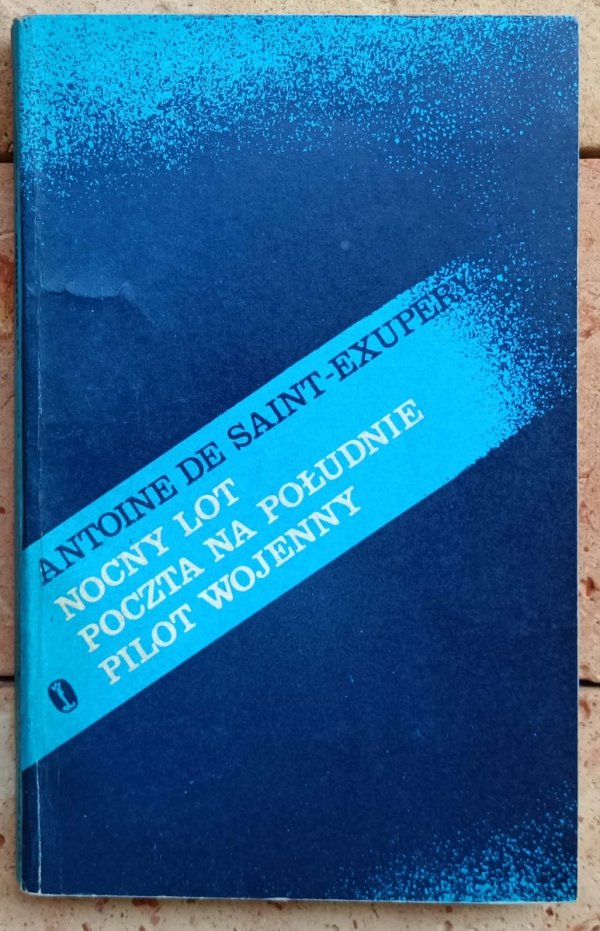 ANTOINE DE SAINT-EXUPERY
NOCNY LOT
POCZTA NA POŁUDNIE
PILOT WOJENNY